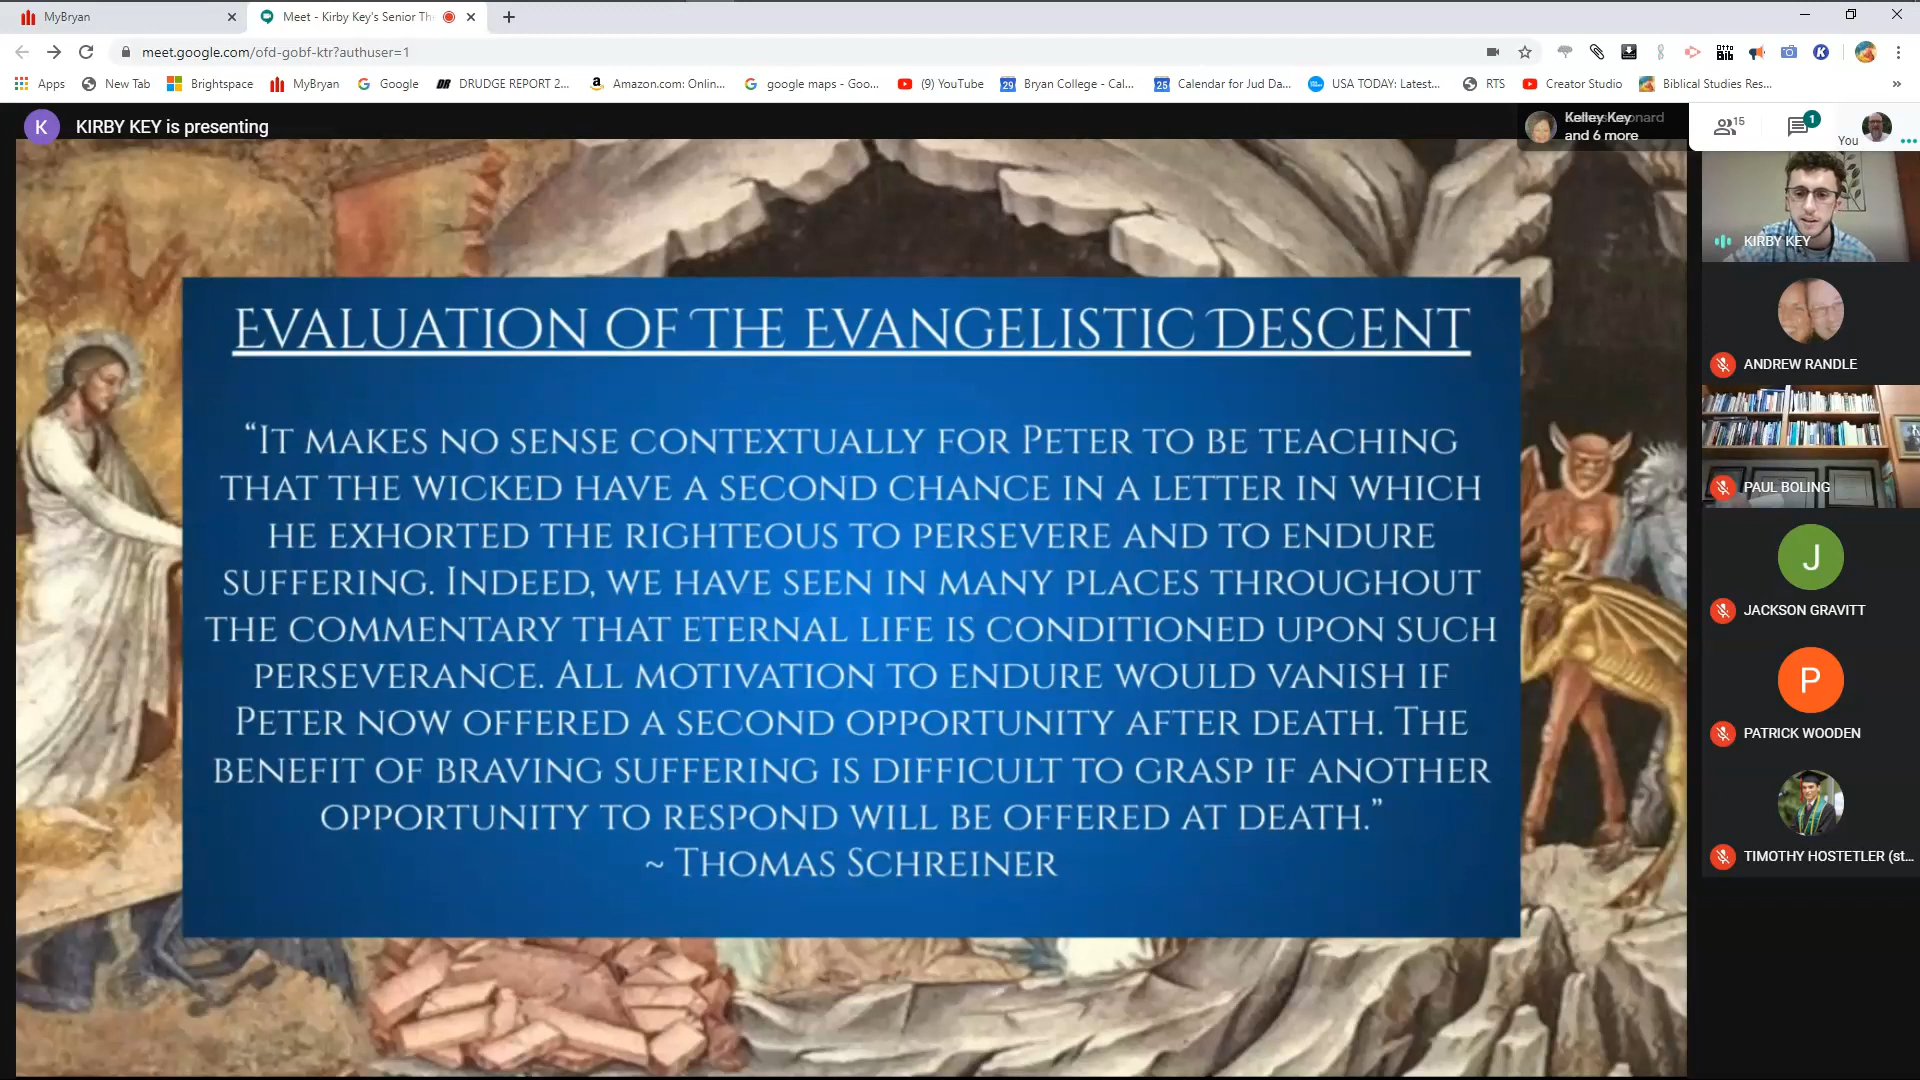 MyBryan
Meet - Kirby Key's Senior Th
meet.google.com/ofd-gobf-ktr?authuser=1
Apps
New Tab
Brightspace
MyBryan
Google
DRUDGE REPORT 2...
Amazon.com: Onlin...
google maps - Goo...
(9) YouTube
Bryan College - Cal...
Calendar for Jud Da...
USA TODAY: Latest...
RTS
Creator Studio
Biblical Studies Res...
»
K
KIRBY KEY is presenting
Kelley Key
and 6 more
15
1
You
EVALUATION OF THE EVANGELISTIC DESCENT
“IT MAKES NO SENSE CONTEXTUALLY FOR PETER TO BE TEACHING
THAT THE WICKED HAVE A SECOND CHANCE IN A LETTER IN WHICH
HE EXHORTED THE RIGHTEOUS TO PERSEVERE AND TO ENDURE
SUFFERING. INDEED, WE HAVE SEEN IN MANY PLACES THROUGHOUT
THE COMMENTARY THAT ETERNAL LIFE IS CONDITIONED UPON SUCH
PERSEVERANCE. ALL MOTIVATION TO ENDURE WOULD VANISH IF
PETER NOW OFFERED A SECOND OPPORTUNITY AFTER DEATH. THE
BENEFIT OF BRAVING SUFFERING IS DIFFICULT TO GRASP IF ANOTHER
OPPORTUNITY TO RESPOND WILL BE OFFERED AT DEATH.”
~ THOMAS SCHREINER
KIRBY KEY
ANDREW RANDLE
PAUL BOLING
J
JACKSON GRAVITT
P
PATRICK WOODEN
TIMOTHY HOSTETLER (st...